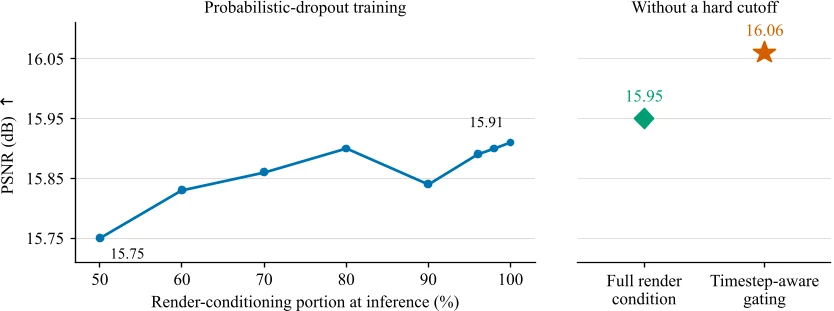 Probabilistic-dropout training
Without a hard cutoff
16.06
16.05
15.95
15.95
15.91
15.85
15.75
15.75
PSNR (dB) ↑
50 60 70 80 90 100
Render-conditioning portion at inference (%)
Full render
condition
Timestep-aware
gating